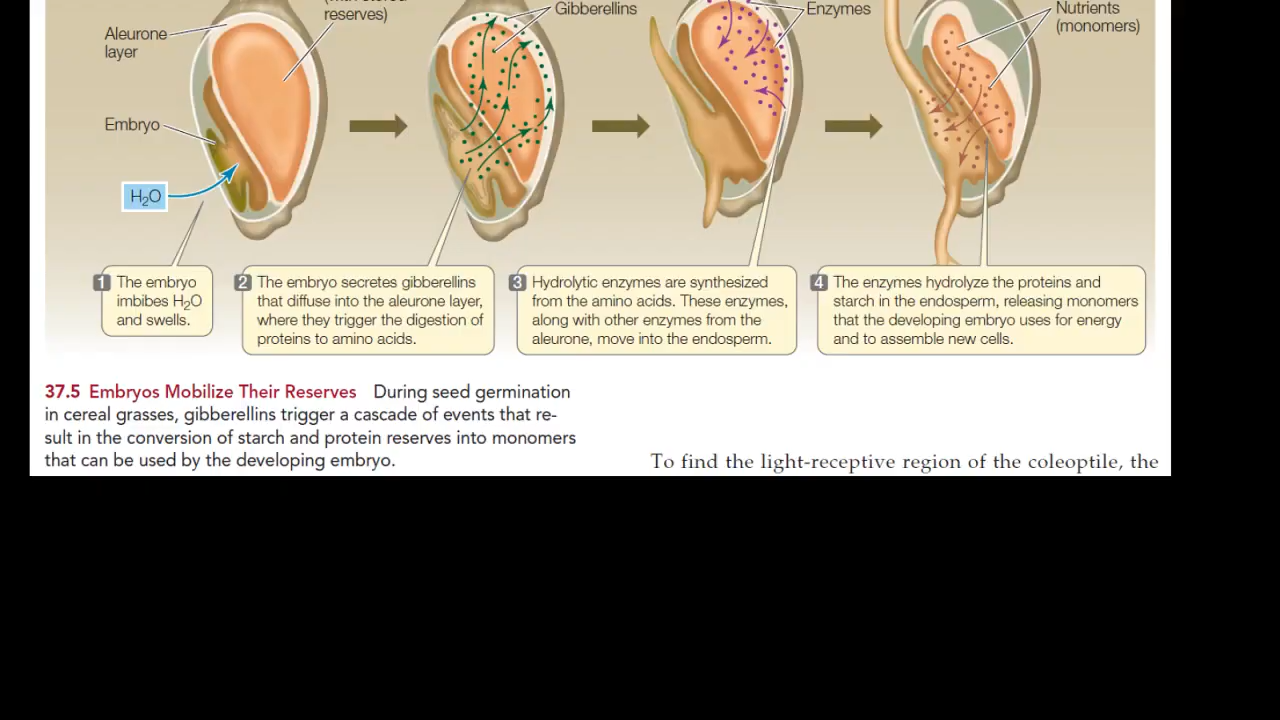 reserves)
Gibberellins
Enzymes
Nutrients
(monomers)
Aleurone
layer
Embryo
H₂O
1 The embryo
imbibes H₂O
and swells.
2 The embryo secretes gibberellins
that diffuse into the aleurone layer,
where they trigger the digestion of
proteins to amino acids.
3 Hydrolytic enzymes are synthesized
from the amino acids. These enzymes,
along with other enzymes from the
aleurone, move into the endosperm.
4 The enzymes hydrolyze the proteins and
starch in the endosperm, releasing monomers
that the developing embryo uses for energy
and to assemble new cells.
37.5 Embryos Mobilize Their Reserves During seed germination
in cereal grasses, gibberellins trigger a cascade of events that re-
sult in the conversion of starch and protein reserves into monomers
that can be used by the developing embryo.
To find the light-receptive region of the coleoptile, the